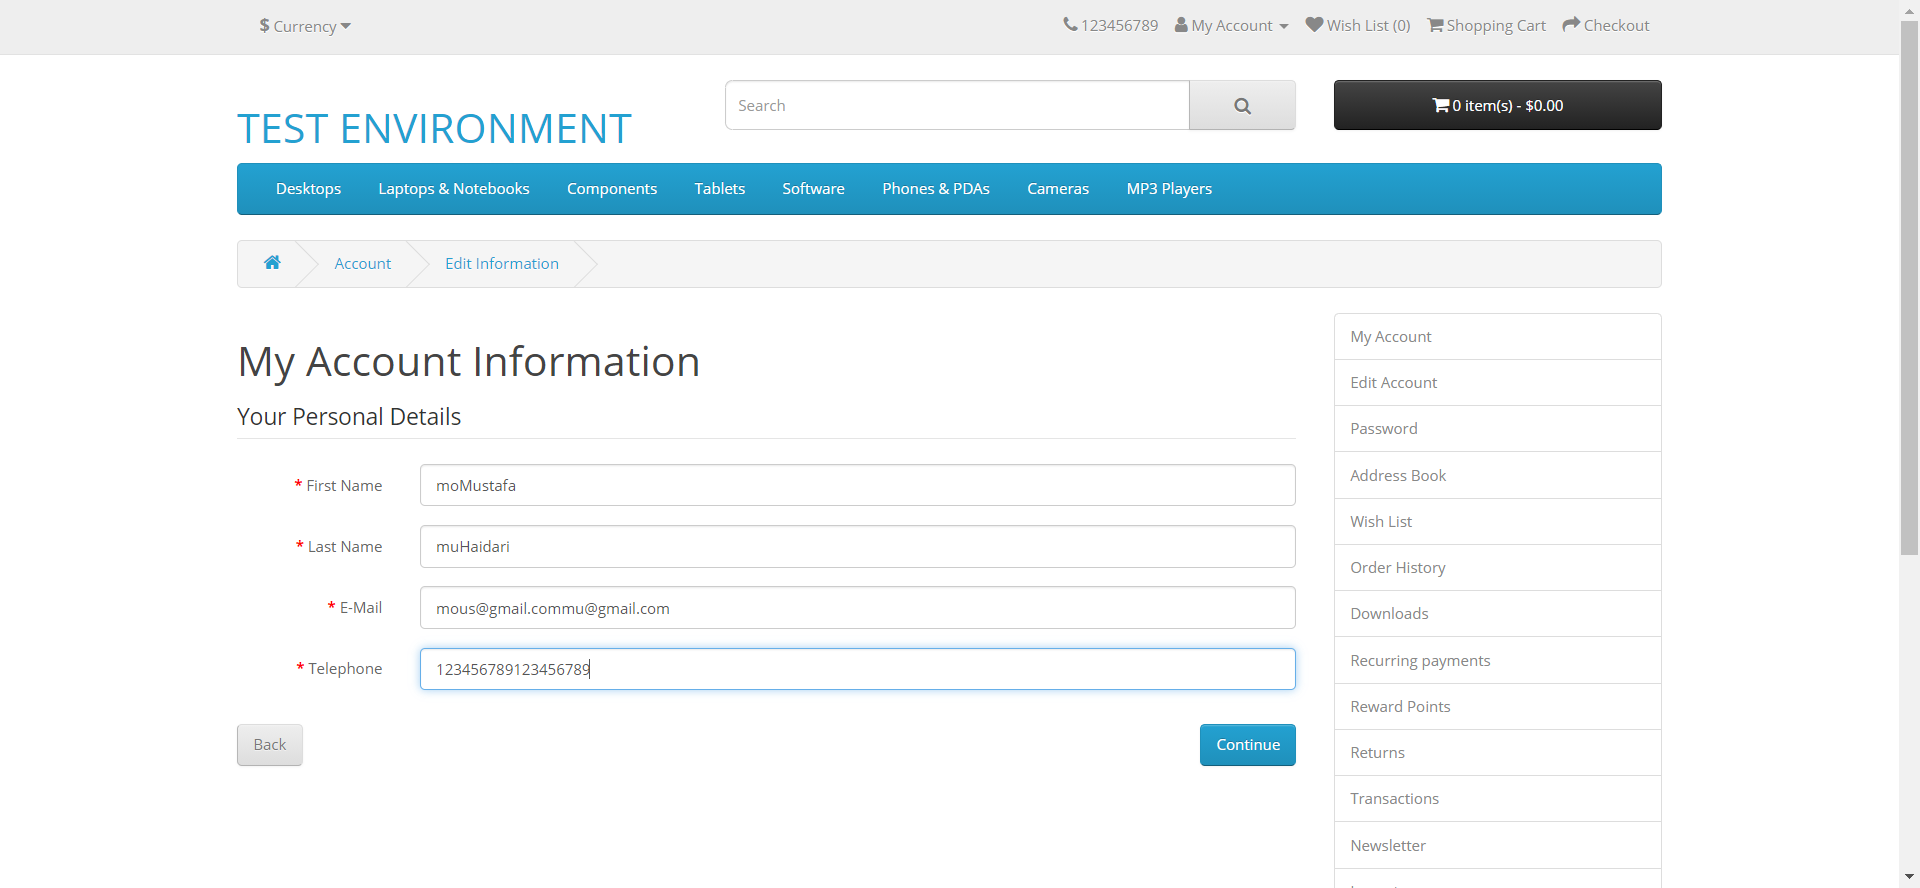 $ Currency
123456789 My Account Wish List (0) Shopping Cart Checkout
TEST ENVIRONMENT
Search
0 item(s) - $0.00
Desktops Laptops & Notebooks Components Tablets Software Phones & PDAs Cameras MP3 Players
Account Edit Information
My Account Information
Your Personal Details
* First Name moMustafa
* Last Name muHaidari
* E-Mail mous@gmail.commu@gmail.com
* Telephone 123456789123456789
Back Continue
My Account
Edit Account
Password
Address Book
Wish List
Order History
Downloads
Recurring payments
Reward Points
Returns
Transactions
Newsletter